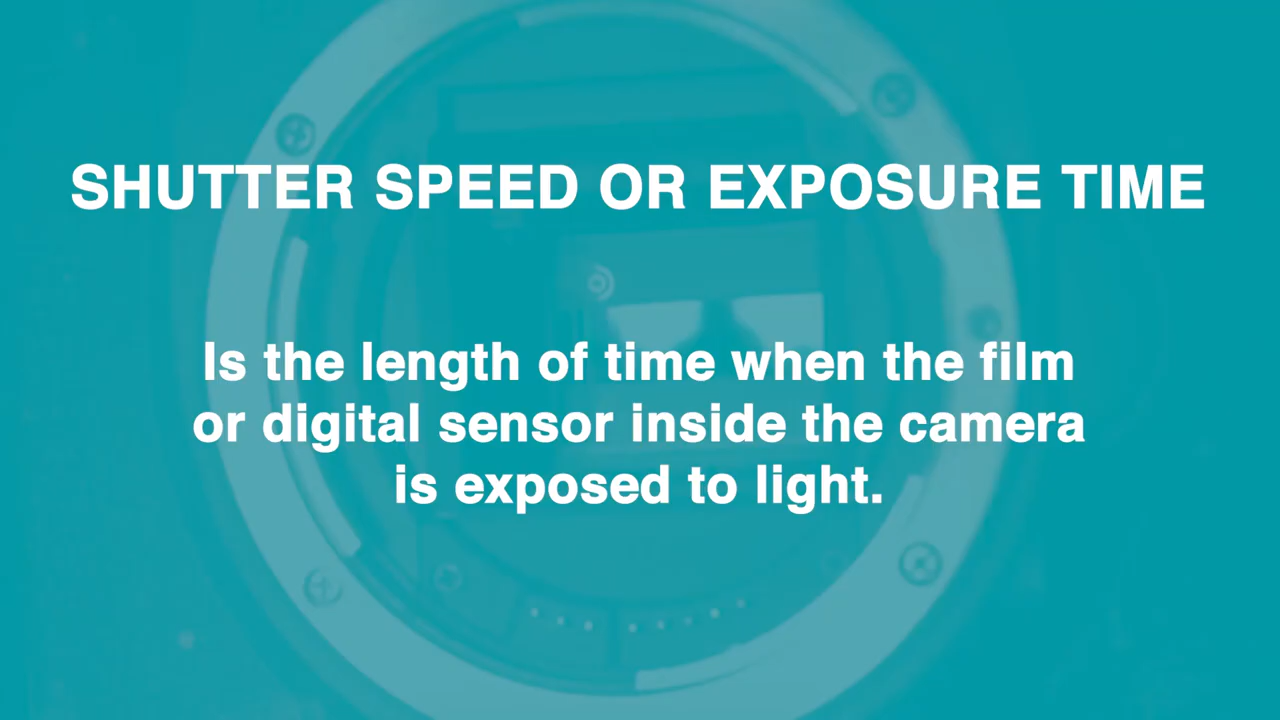 SHUTTER SPEED OR EXPOSURE TIME
Is the length of time when the film
or digital sensor inside the camera
is exposed to light.